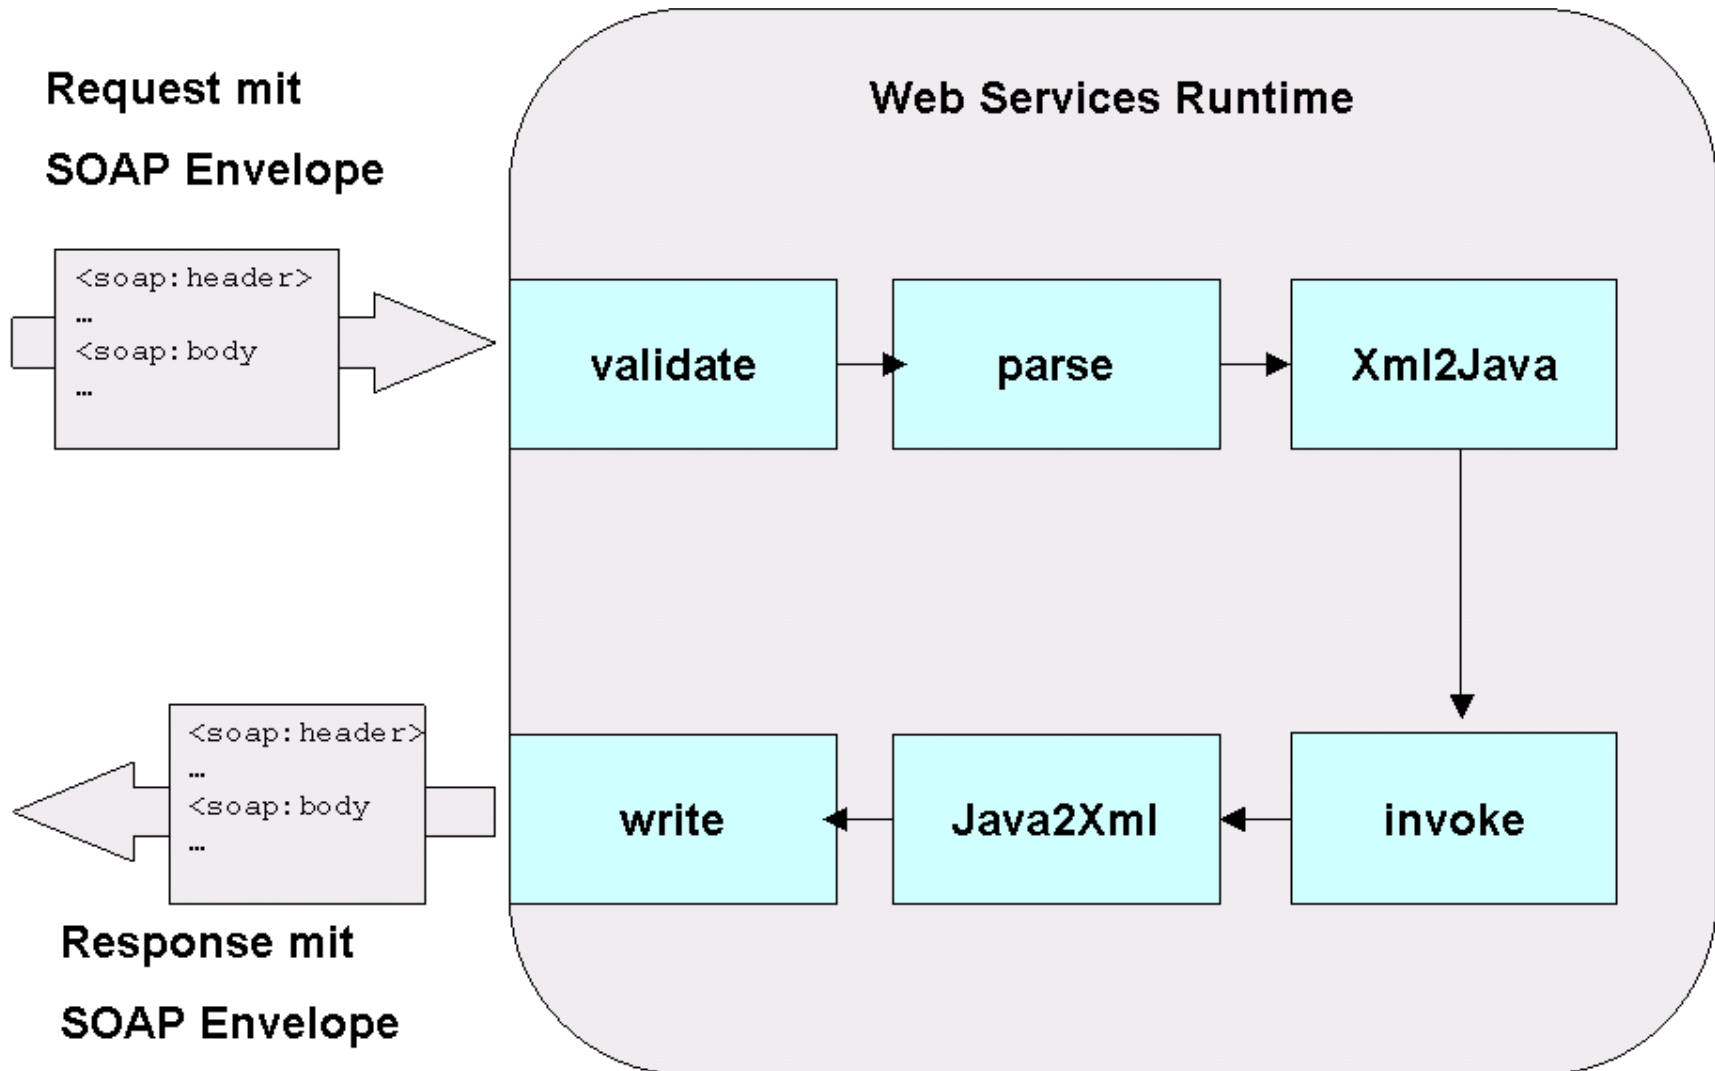 Request mit
SOAP Envelope
Web Services Runtime
<soap:header>
…
<soap:body
…
validate
parse
Xml2Java
<soap:header>
…
<soap:body
…
write
Java2Xml
invoke
Response mit
SOAP Envelope